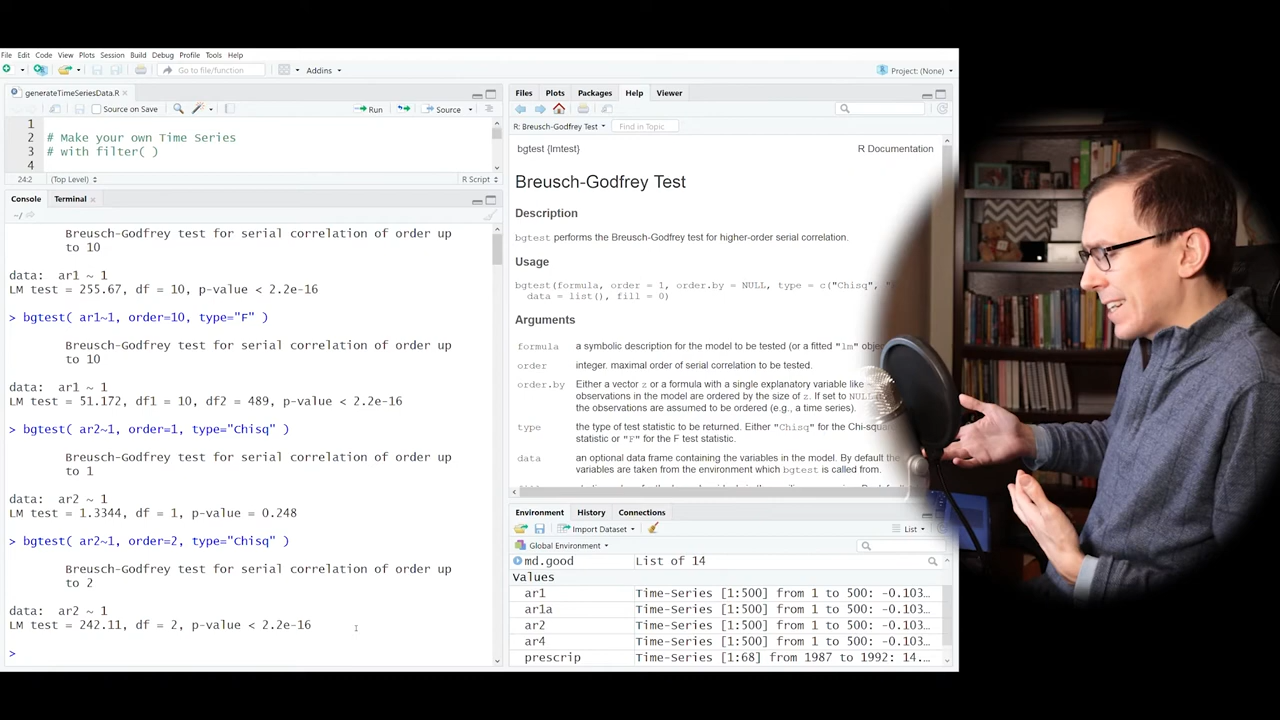 File Edit Code View Plots Session Build Debug Profile Tools Help
Go to file/function
Addins
Project: (None)
generateTimeSeriesData.R
Source on Save
Run
Source
1
2 # Make your own Time Series
3 # with filter( )
4
24:2 (Top Level) R Script
Console Terminal
~/
Breusch-Godfrey test for serial correlation of order up
to 10
data: ar1 ~ 1
LM test = 255.67, df = 10, p-value < 2.2e-16
> bgtest( ar1~1, order=10, type="F" )
Breusch-Godfrey test for serial correlation of order up
to 10
data: ar1 ~ 1
LM test = 51.172, df1 = 10, df2 = 489, p-value < 2.2e-16
> bgtest( ar2~1, order=1, type="Chisq" )
Breusch-Godfrey test for serial correlation of order up
to 1
data: ar2 ~ 1
LM test = 1.3344, df = 1, p-value = 0.248
> bgtest( ar2~1, order=2, type="Chisq" )
Breusch-Godfrey test for serial correlation of order up
to 2
data: ar2 ~ 1
LM test = 242.11, df = 2, p-value < 2.2e-16
>
Files Plots Packages Help Viewer
R: Breusch-Godfrey Test Find in Topic
bgtest {lmtest} R Documentation
Breusch-Godfrey Test
Description
bgtest performs the Breusch-Godfrey test for higher-order serial correlation.
Usage
bgtest(formula, order = 1, order.by = NULL, type = c("Chisq", "
data = list(), fill = 0)
Arguments
formula a symbolic description for the model to be tested (or a fitted "lm"
order integer. maximal order of serial correlation to be tested.
order.by Either a vector z or a formula with a single explanatory variable like
observations in the model are ordered by the size of z. If set to NULL
the observations are assumed to be ordered (e.g., a time series).
type the type of test statistic to be returned. Either "Chisq" for the
statistic or "F" for the F test statistic.
data an optional data frame containing the variables in the model. By default the
variables are taken from the environment which bgtest is called from.
Environment History Connections
Import Dataset List
Global Environment
md.good List of 14
Values
ar1 Time-Series [1:500] from 1 to 500: -0.103…
ar1a Time-Series [1:500] from 1 to 500: -0.103…
ar2 Time-Series [1:500] from 1 to 500: -0.103…
ar4 Time-Series [1:500] from 1 to 500: -0.103…
prescrip Time-Series [1:68] from 1987 to 1992: 14.…